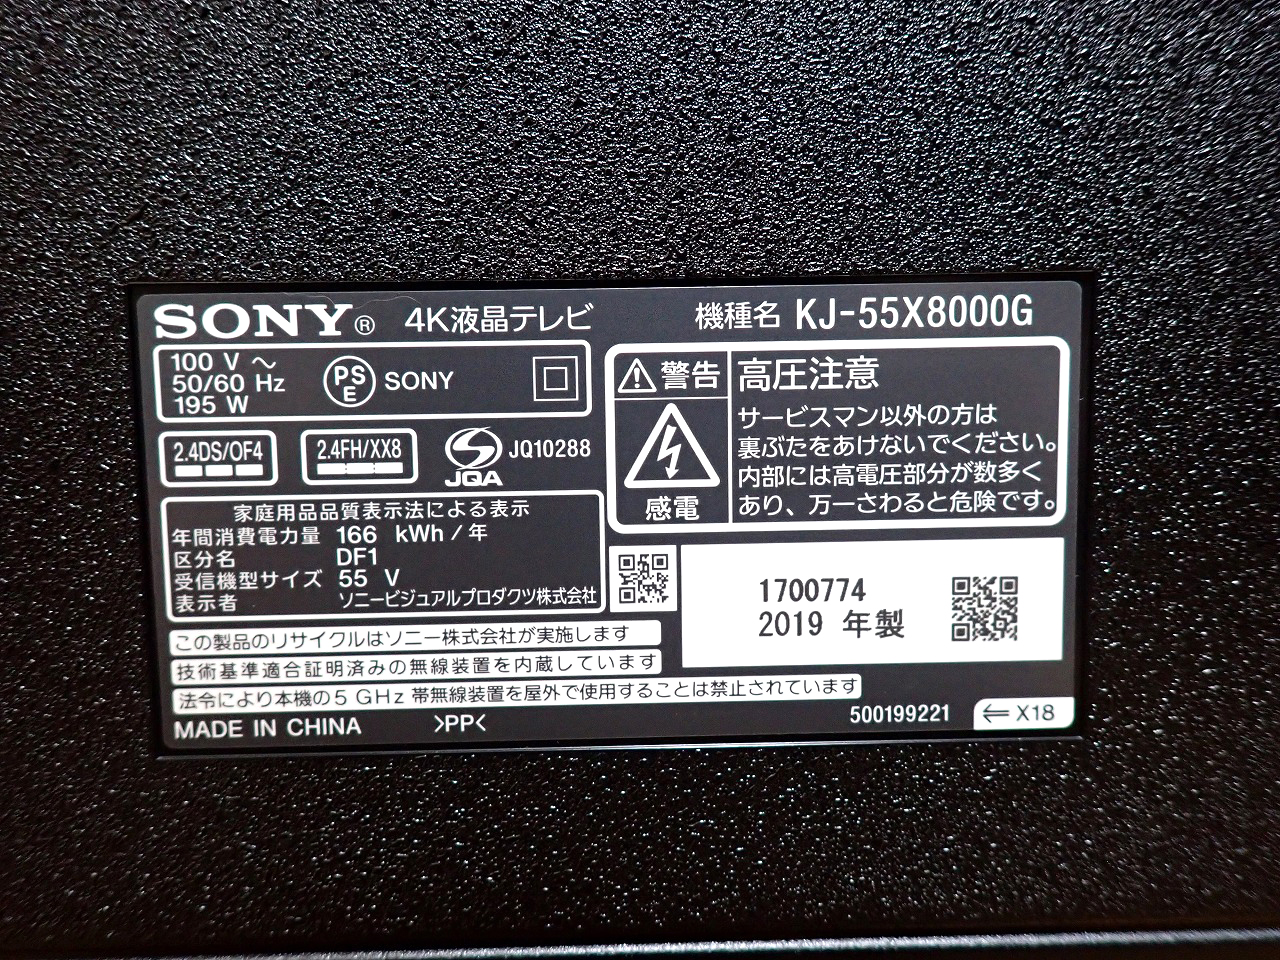 SONY® 4K液晶テレビ
機種名 KJ-55X8000G
100 V ～
50/60 Hz
195 W
PS
E
SONY
2.4DS/OF4
2.4FH/XX8
JQA
JQ10288
家庭用品品質表示法による表示
年間消費電力量 166 kWh / 年
区分名 DF1
受信機型サイズ 55 V
表示者 ソニービジュアルプロダクツ株式会社
警告
感電
高圧注意
サービスマン以外の方は
裏ぶたをあけないでください。
内部には高電圧部分が数多く
あり、万一さわると危険です。
1700774
2019 年製
この製品のリサイクルはソニー株式会社が実施します
技術基準適合証明済みの無線装置を内蔵しています
法令により本機の5 GHz 帯無線装置を屋外で使用することは禁止されています
MADE IN CHINA >PP<
500199221
⇐ X18